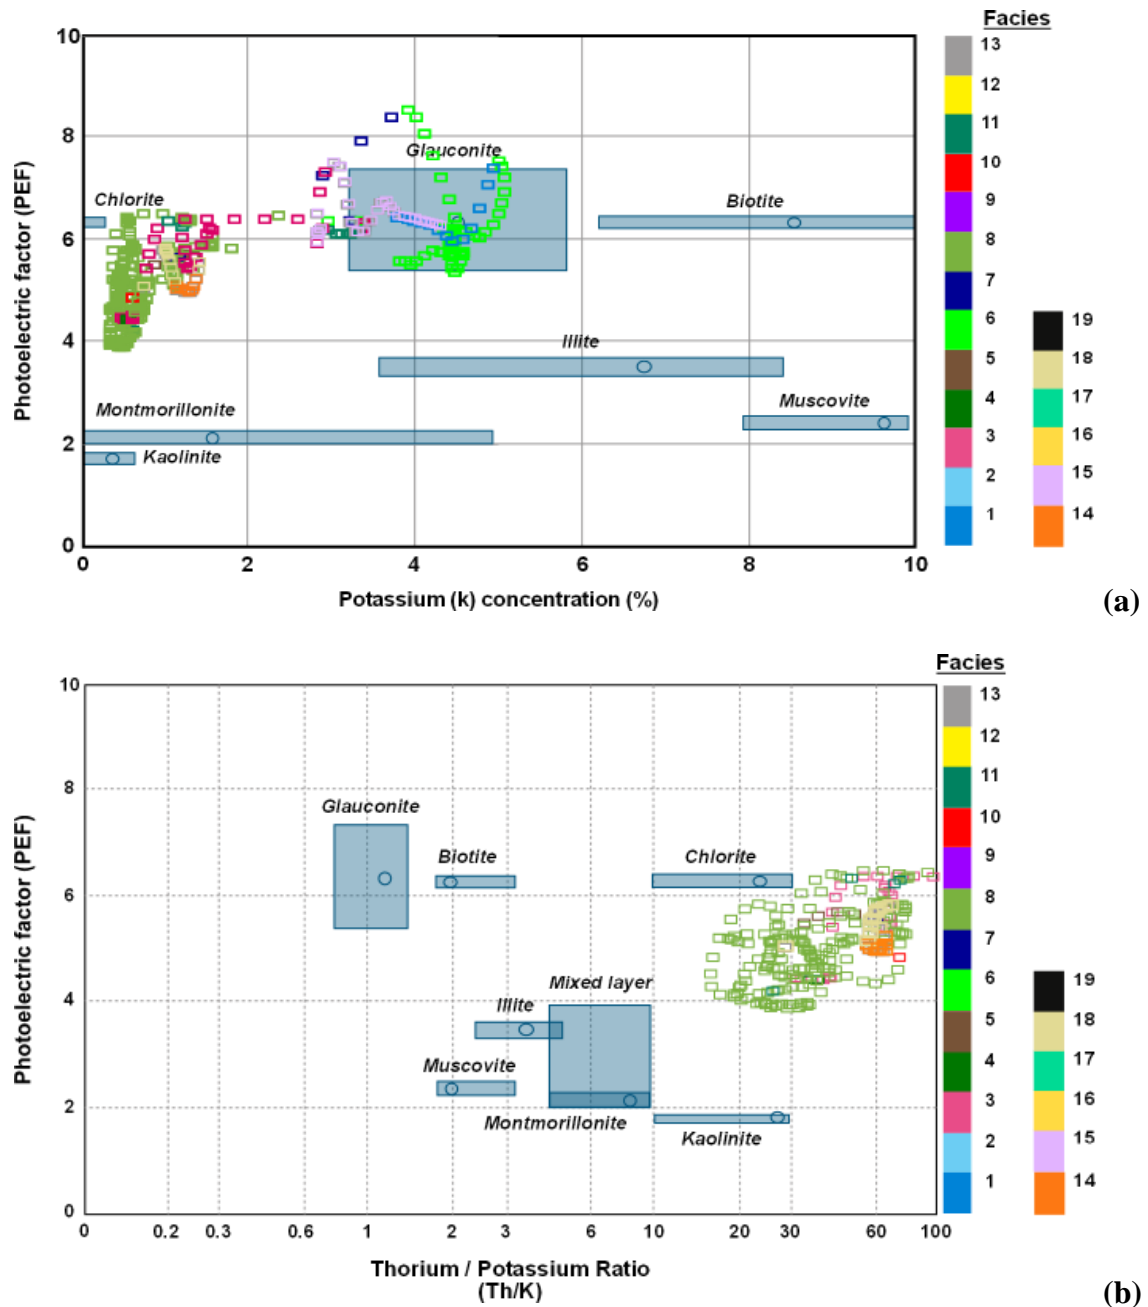 Facies
10
8
6
4
2
0
Photoelectric factor (PEF)
0
2
4
6
8
10
Potassium (k) concentration (%)
Chlorite
Glauconite
Biotite
Illite
Muscovite
Montmorillonite
Kaolinite
13
12
11
10
9
8
7
6
5
4
3
2
1
19
18
17
16
15
14
(a)
Facies
10
8
6
4
2
0
Photoelectric factor (PEF)
0
0.2
0.3
0.6
1
2
3
6
10
20
30
60
100
Thorium / Potassium Ratio
(Th/K)
Glauconite
Biotite
Chlorite
Mixed layer
Illite
Muscovite
Montmorillonite
Kaolinite
13
12
11
10
9
8
7
6
5
4
3
2
1
19
18
17
16
15
14
(b)